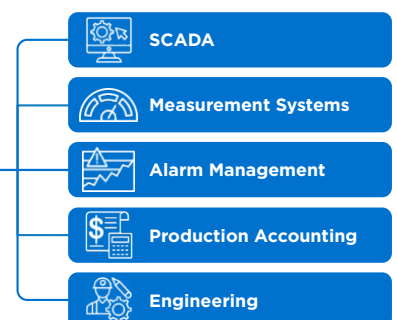 SCADA
Measurement Systems
Alarm Management
Production Accounting
Engineering